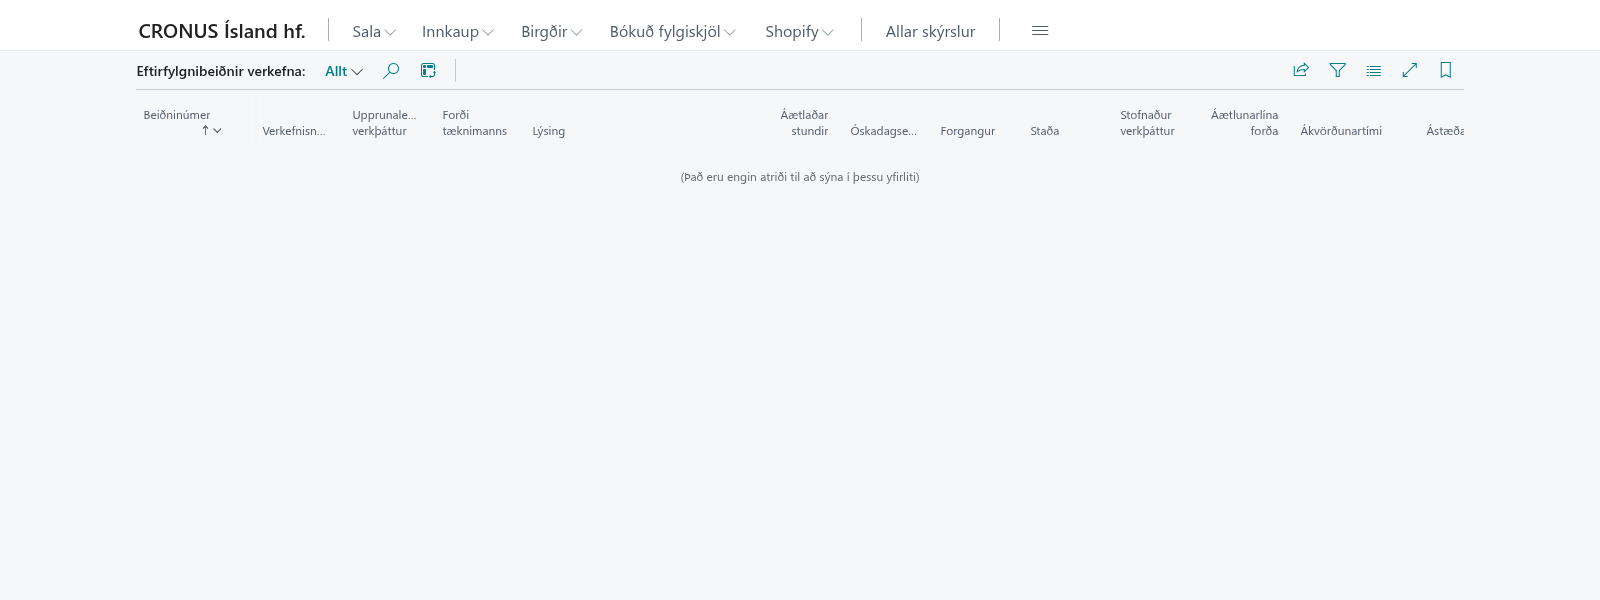 CRONUS Ísland hf. Sala Innkaup Birgðir Bókuð fylgiskjöl Shopify Allar skýrslur
Eftirfylgnibeiðnir verkefna: Allt
Beiðninúmer Upprunale... Forði Áætlaðar Stofnaður Áætlunarlína
Verkefnisn... verkþáttur tæknimanns Lýsing stundir Óskadagse... Forgangur Staða verkþáttur forða Ákvörðunartími Ástæða
(Það eru engin atriði til að sýna í þessu yfirliti)